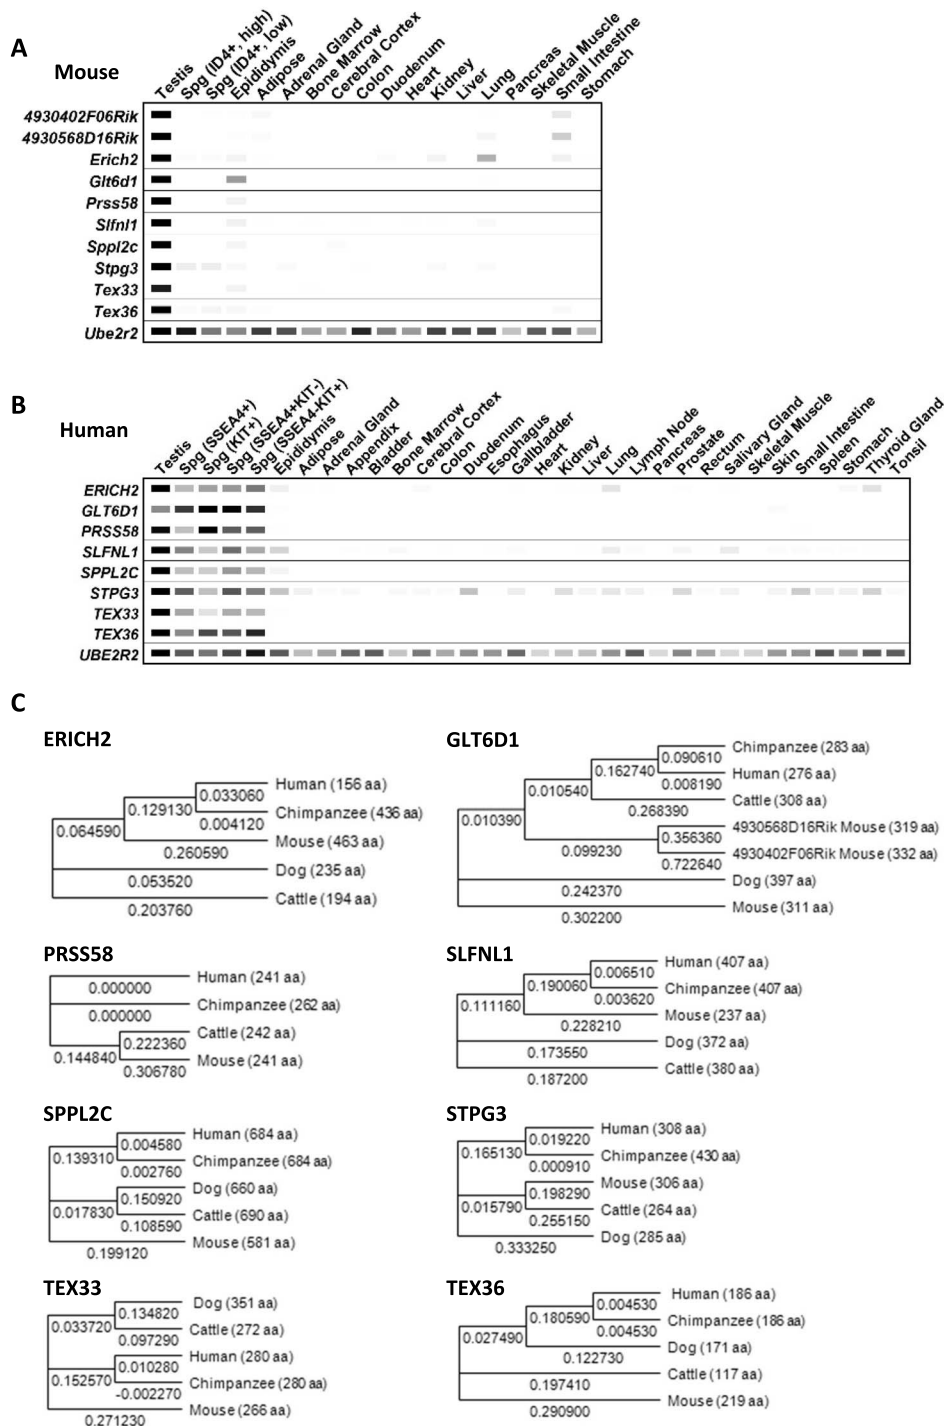 A
Mouse
Testis
Spg (ID4+, high)
Spg (ID4+, low)
Epididymis
Adipose
Adrenal Gland
Bone Marrow
Cerebral Cortex
Colon
Duodenum
Heart
Kidney
Liver
Lung
Pancreas
Skeletal Muscle
Small Intestine
Stomach
4930402F06Rik
4930568D16Rik
Erich2
Glt6d1
Prss58
Slfnl1
Sppl2c
Stpg3
Tex33
Tex36
Ube2r2
B
Human
Testis
Spg (SSEA4+)
Spg (KIT+)
Spg (SSEA4+KIT-)
Spg (SSEA4-KIT+)
Epididymis
Adipose
Adrenal Gland
Appendix
Bladder
Bone Marrow
Cerebral Cortex
Colon
Duodenum
Esophagus
Gallbladder
Heart
Kidney
Liver
Lung
Lymph Node
Pancreas
Prostate
Rectum
Salivary Gland
Skeletal Muscle
Skin
Small Intestine
Spleen
Stomach
Thyroid Gland
Tonsil
ERICH2
GLT6D1
PRSS58
SLFNL1
SPPL2C
STPG3
TEX33
TEX36
UBE2R2
C
ERICH2
Human (156 aa)
0.033060
0.129130
Chimpanzee (436 aa)
0.004120
0.064590
Mouse (463 aa)
0.260590
Dog (235 aa)
0.053520
Cattle (194 aa)
0.203760
GLT6D1
Chimpanzee (283 aa)
0.090610
0.162740
Human (276 aa)
0.008190
0.010540
Cattle (308 aa)
0.268390
0.010390
4930568D16Rik Mouse (319 aa)
0.356360
0.099230
4930402F06Rik Mouse (332 aa)
0.722640
Dog (397 aa)
0.242370
Mouse (311 aa)
0.302200
PRSS58
Human (241 aa)
0.000000
Chimpanzee (262 aa)
0.000000
Cattle (242 aa)
0.222360
0.144840
Mouse (241 aa)
0.306780
SLFNL1
Human (407 aa)
0.006510
0.190060
Chimpanzee (407 aa)
0.003620
0.111160
Mouse (237 aa)
0.228210
Dog (372 aa)
0.173550
Cattle (380 aa)
0.187200
SPPL2C
Human (684 aa)
0.004580
0.139310
Chimpanzee (684 aa)
0.002760
Dog (660 aa)
0.150920
0.017830
Cattle (690 aa)
0.108590
Mouse (581 aa)
0.199120
STPG3
Human (308 aa)
0.019220
0.165130
Chimpanzee (430 aa)
0.000910
Mouse (306 aa)
0.198290
0.015790
Cattle (264 aa)
0.255150
Dog (285 aa)
0.333250
TEX33
Dog (351 aa)
0.134820
0.033720
Cattle (272 aa)
0.097290
Human (280 aa)
0.010280
0.152570
Chimpanzee (280 aa)
-0.002270
Mouse (266 aa)
0.271230
TEX36
Human (186 aa)
0.004530
0.180590
Chimpanzee (186 aa)
0.004530
0.027490
Dog (171 aa)
0.122730
Cattle (117 aa)
0.197410
Mouse (219 aa)
0.290900